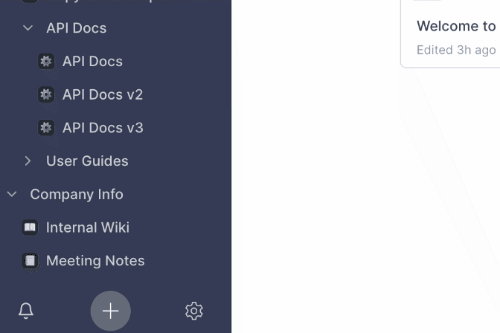 API Docs
API Docs
API Docs v2
API Docs v3
User Guides
Company Info
Internal Wiki
Meeting Notes
Welcome to
Edited 3h ago